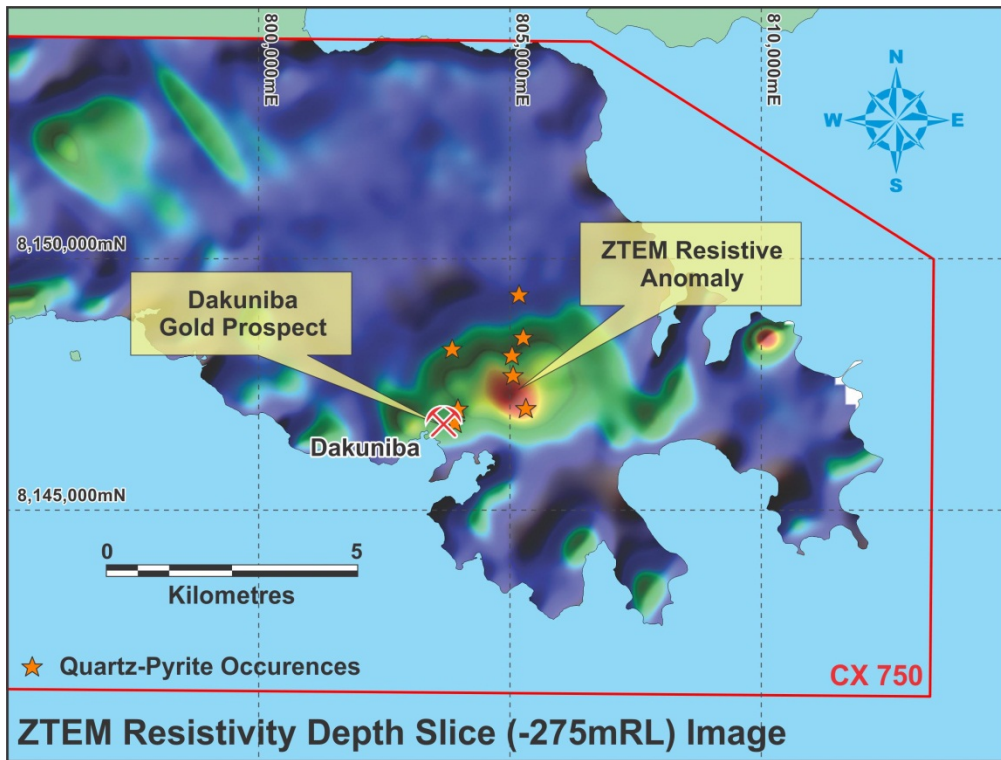 800,000mE
805,000mE
810,000mE
N
W
E
S
8,150,000mN
ZTEM Resistive
Anomaly
Dakuniba
Gold Prospect
Dakuniba
8,145,000mN
0
5
Kilometres
Quartz-Pyrite Occurences
CX 750
ZTEM Resistivity Depth Slice (-275mRL) Image